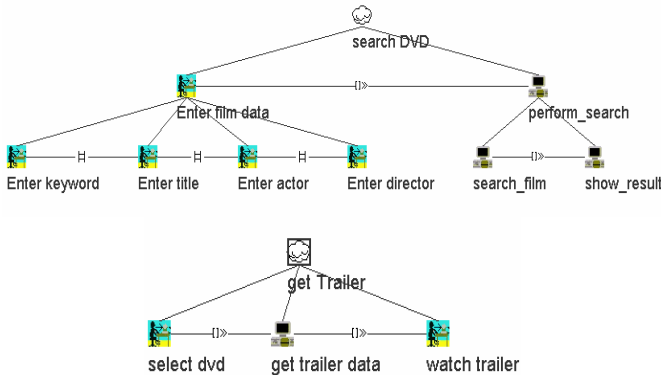 search DVD
[]»
Enter film data
perform_search
H H H []»
Enter keyword Enter title Enter actor Enter director search_film show_result
get Trailer
[]» []»
select dvd get trailer data watch trailer